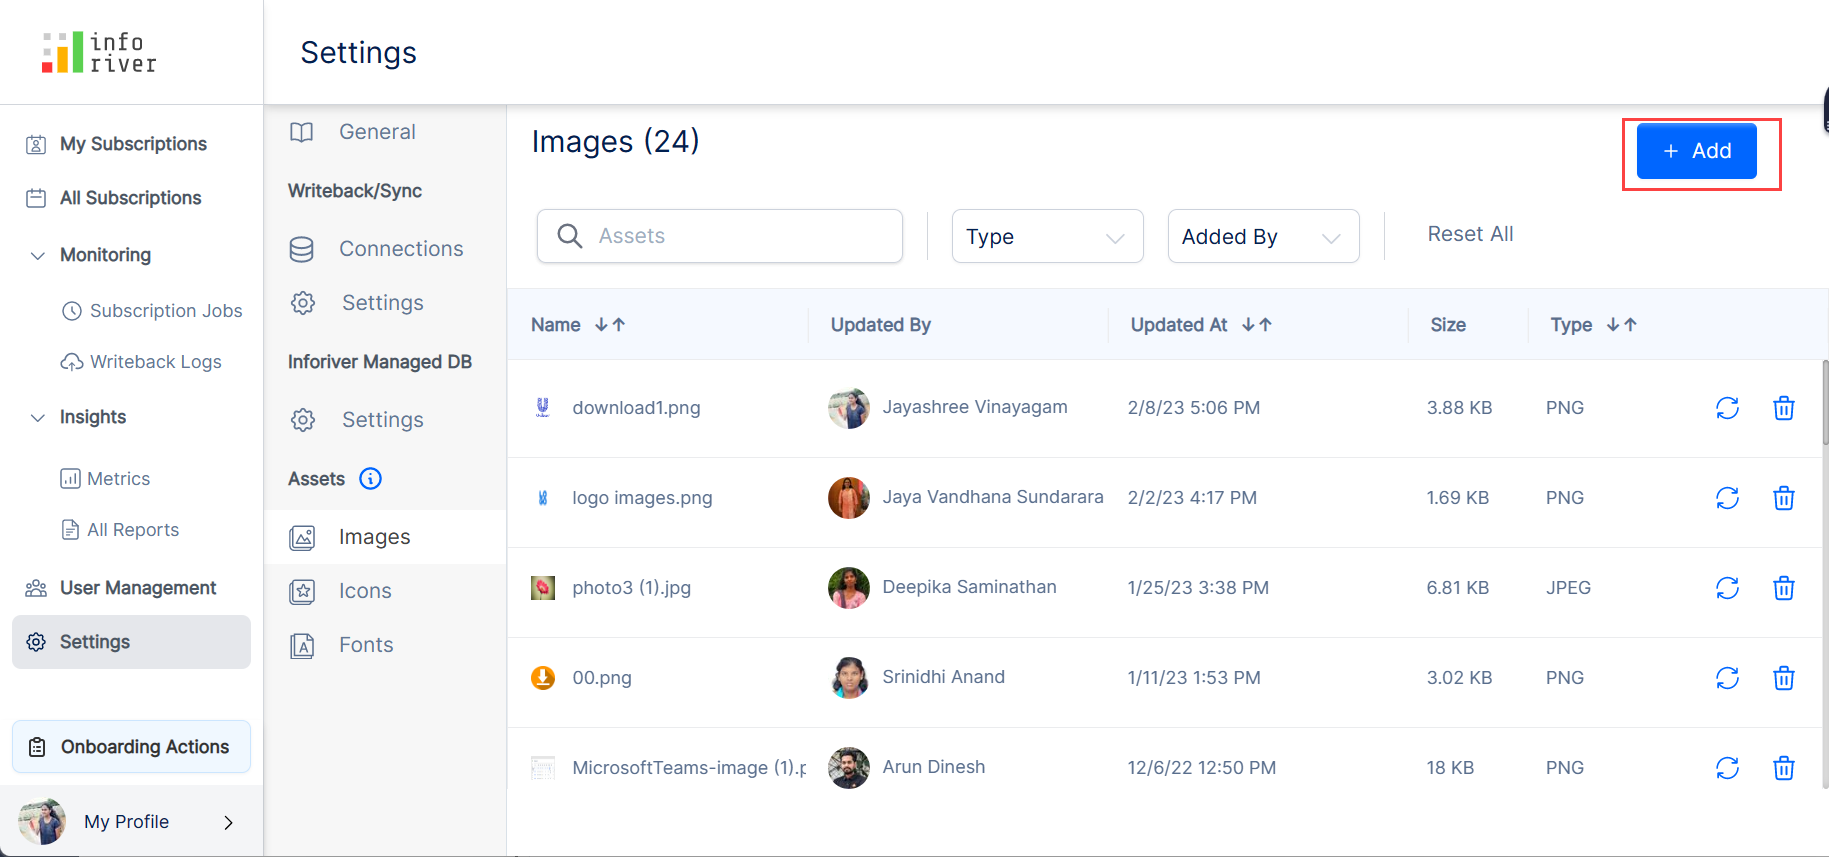 info
river
Settings
My Subscriptions
All Subscriptions
Monitoring
Subscription Jobs
Writeback Logs
Insights
Metrics
All Reports
User Management
Settings
Onboarding Actions
My Profile
General
Writeback/Sync
Connections
Settings
Inforiver Managed DB
Settings
Assets
Images
Icons
Fonts
Images (24)
+ Add
Assets
Type
Added By
Reset All
Name Updated By Updated At Size Type
download1.png Jayashree Vinayagam 2/8/23 5:06 PM 3.88 KB PNG
logo images.png Jaya Vandhana Sundarara 2/2/23 4:17 PM 1.69 KB PNG
photo3 (1).jpg Deepika Saminathan 1/25/23 3:38 PM 6.81 KB JPEG
00.png Srinidhi Anand 1/11/23 1:53 PM 3.02 KB PNG
MicrosoftTeams-image (1).p Arun Dinesh 12/6/22 12:50 PM 18 KB PNG